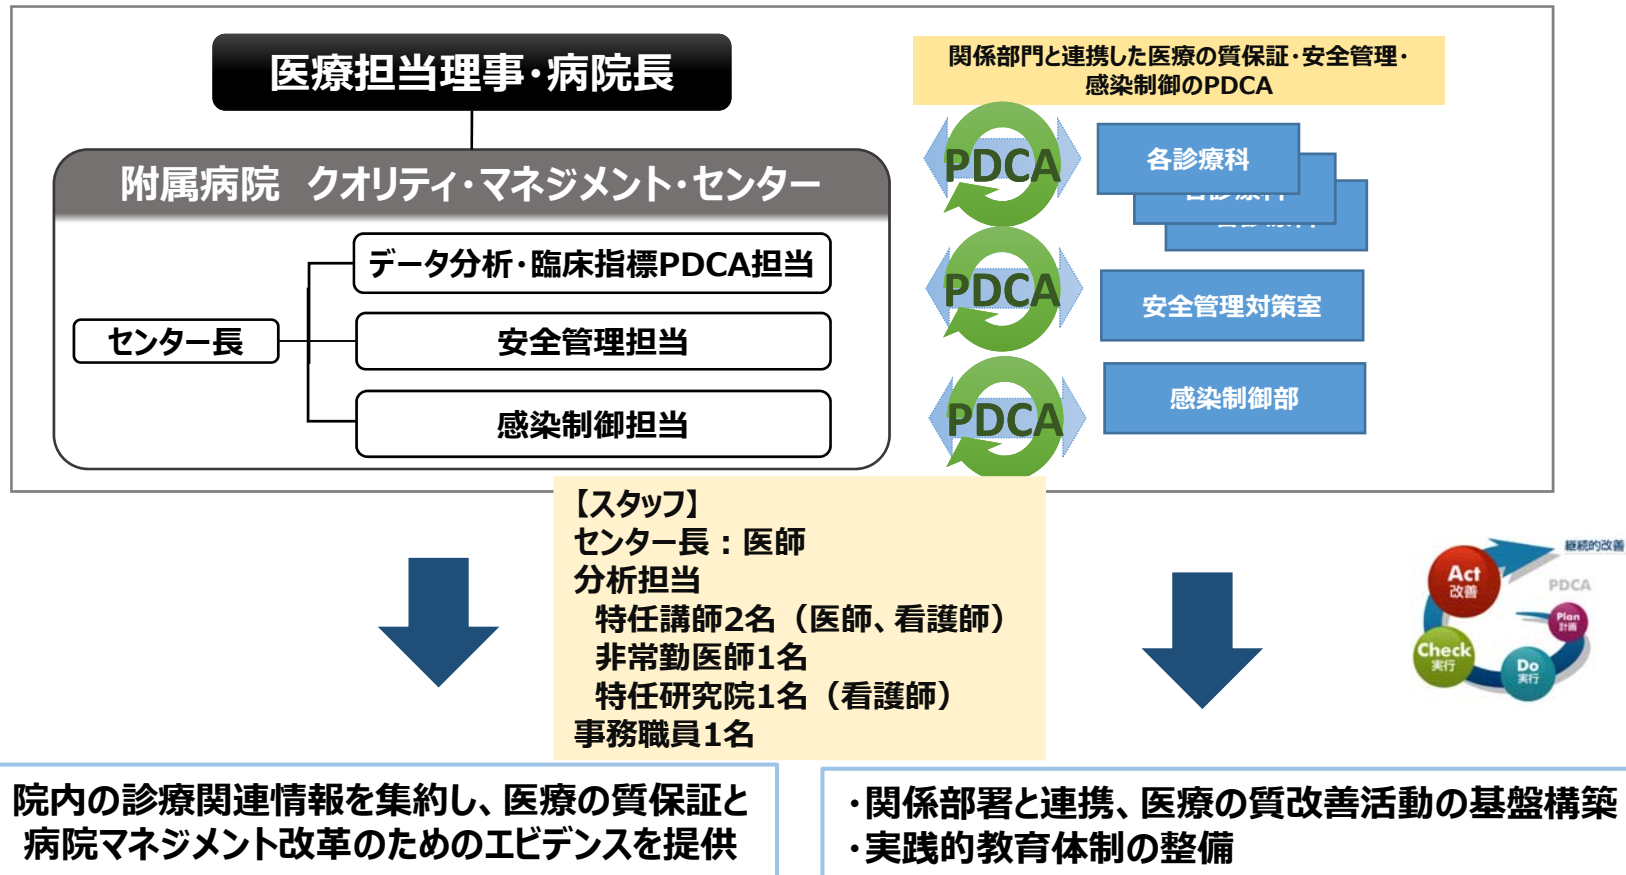 医療担当理事・病院長
附属病院 クオリティ・マネジメント・センター
センター長
データ分析・臨床指標PDCA担当
安全管理担当
感染制御担当
関係部門と連携した医療の質保証・安全管理・
感染制御のPDCA
PDCA
各診療科
各診療科
各診療科
PDCA
安全管理対策室
PDCA
感染制御部
【スタッフ】
センター長：医師
分析担当
特任講師2名（医師、看護師）
非常勤医師1名
特任研究院1名（看護師）
事務職員1名
継続的改善
Act
改善
PDCA
Plan
計画
Check
実行
Do
実行
院内の診療関連情報を集約し、医療の質保証と
病院マネジメント改革のためのエビデンスを提供
・関係部署と連携、医療の質改善活動の基盤構築
・実践的教育体制の整備